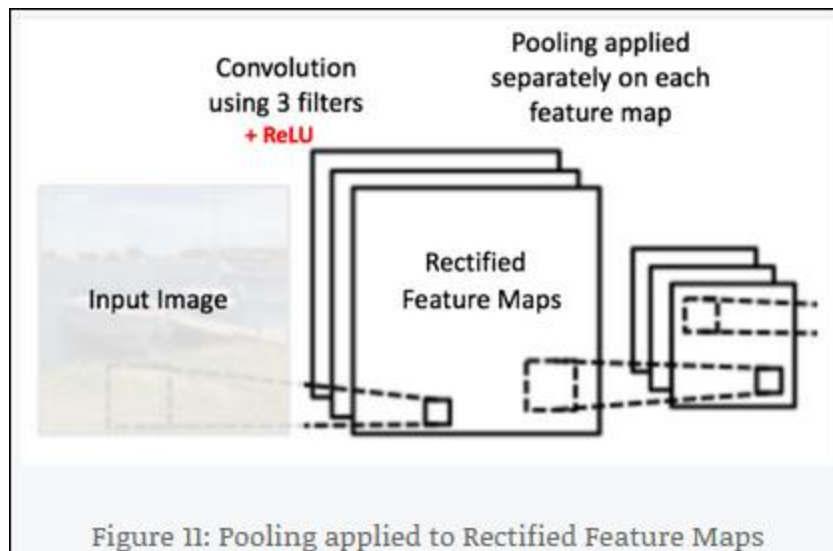 Convolution
using 3 filters
+ ReLU
Pooling applied
separately on each
feature map
Input Image
Rectified
Feature Maps
Figure 11: Pooling applied to Rectified Feature Maps